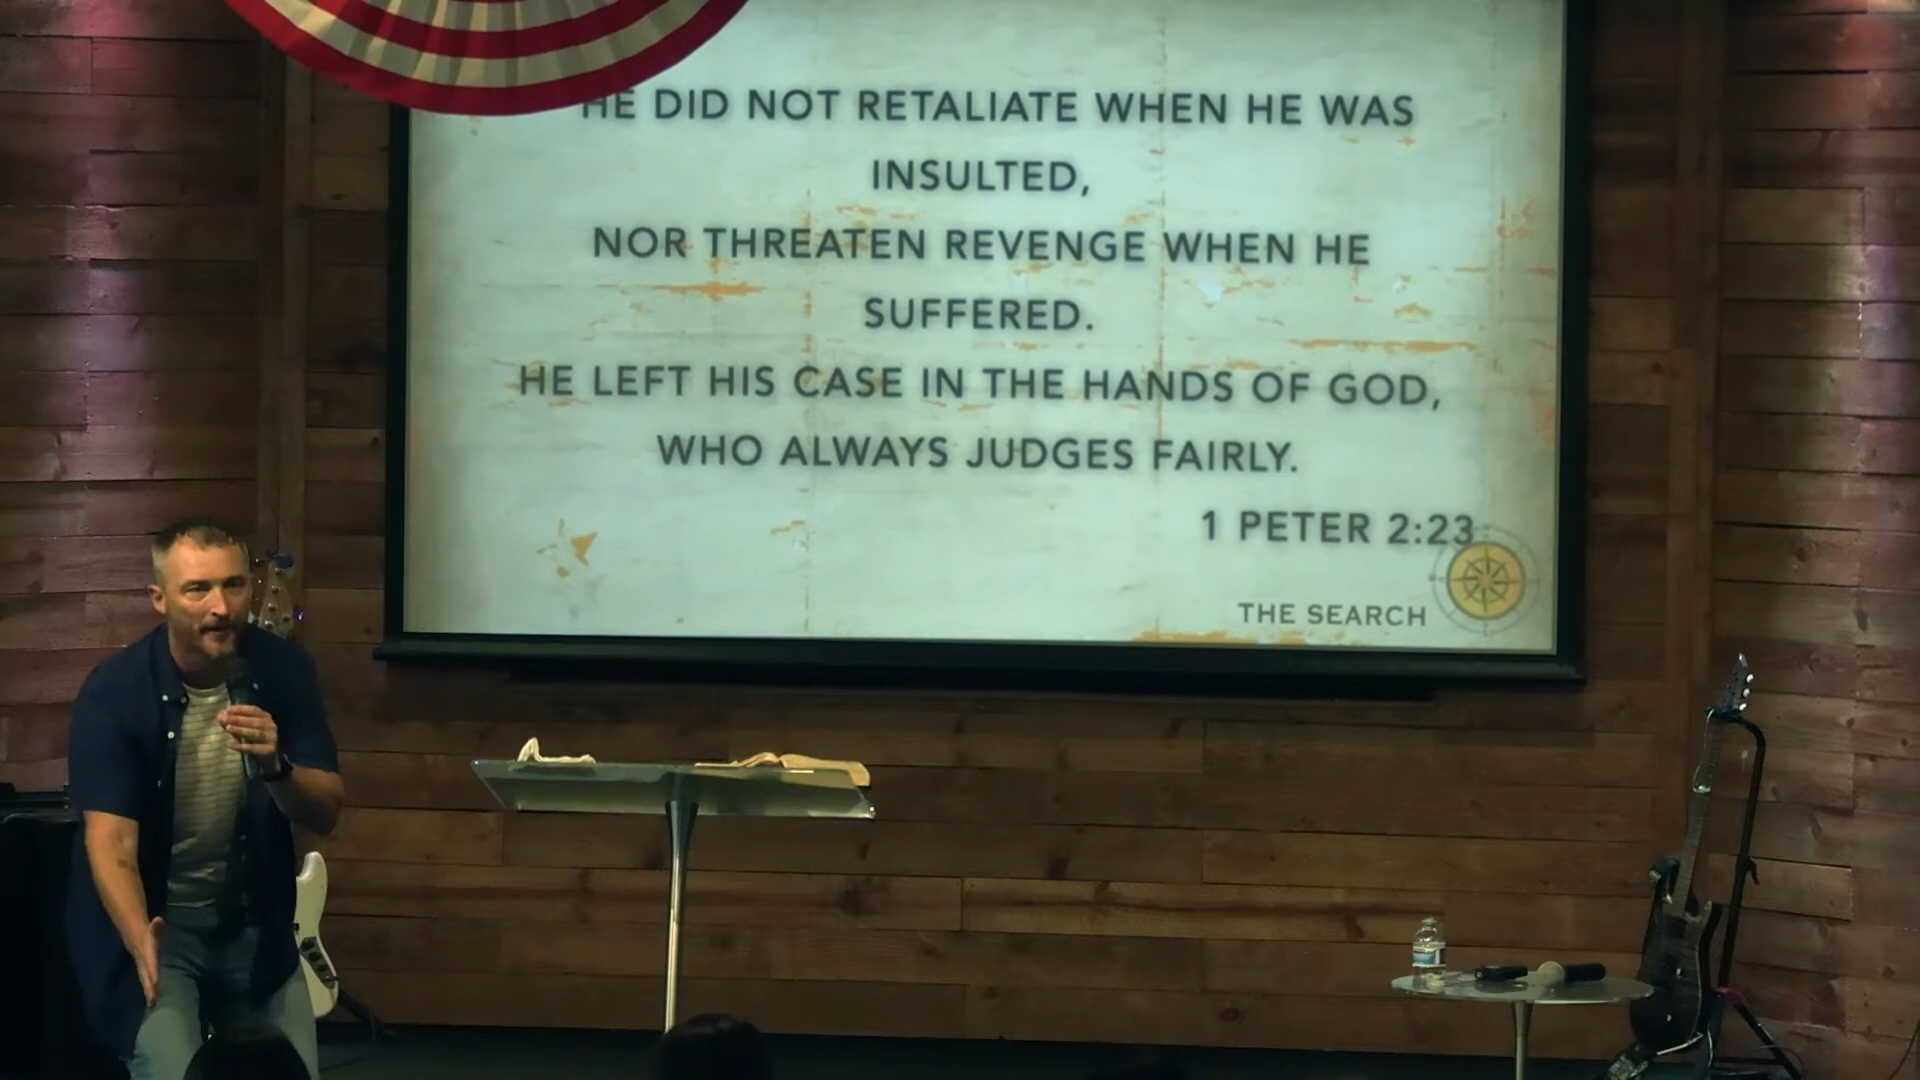 HE DID NOT RETALIATE WHEN HE WAS
INSULTED,
NOR THREATEN REVENGE WHEN HE
SUFFERED.
HE LEFT HIS CASE IN THE HANDS OF GOD,
WHO ALWAYS JUDGES FAIRLY.
1 PETER 2:23
THE SEARCH